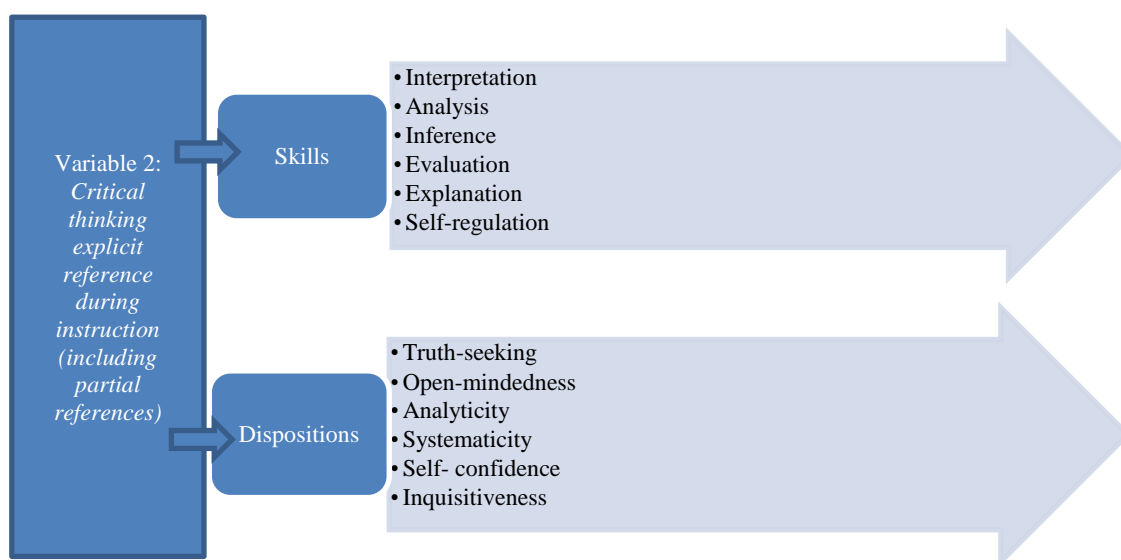 Variable 2:
Critical
thinking
explicit
reference
during
instruction
(including
partial
references)
Skills
• Interpretation
• Analysis
• Inference
• Evaluation
• Explanation
• Self-regulation
Dispositions
• Truth-seeking
• Open-mindedness
• Analyticity
• Systematicity
• Self- confidence
• Inquisitiveness